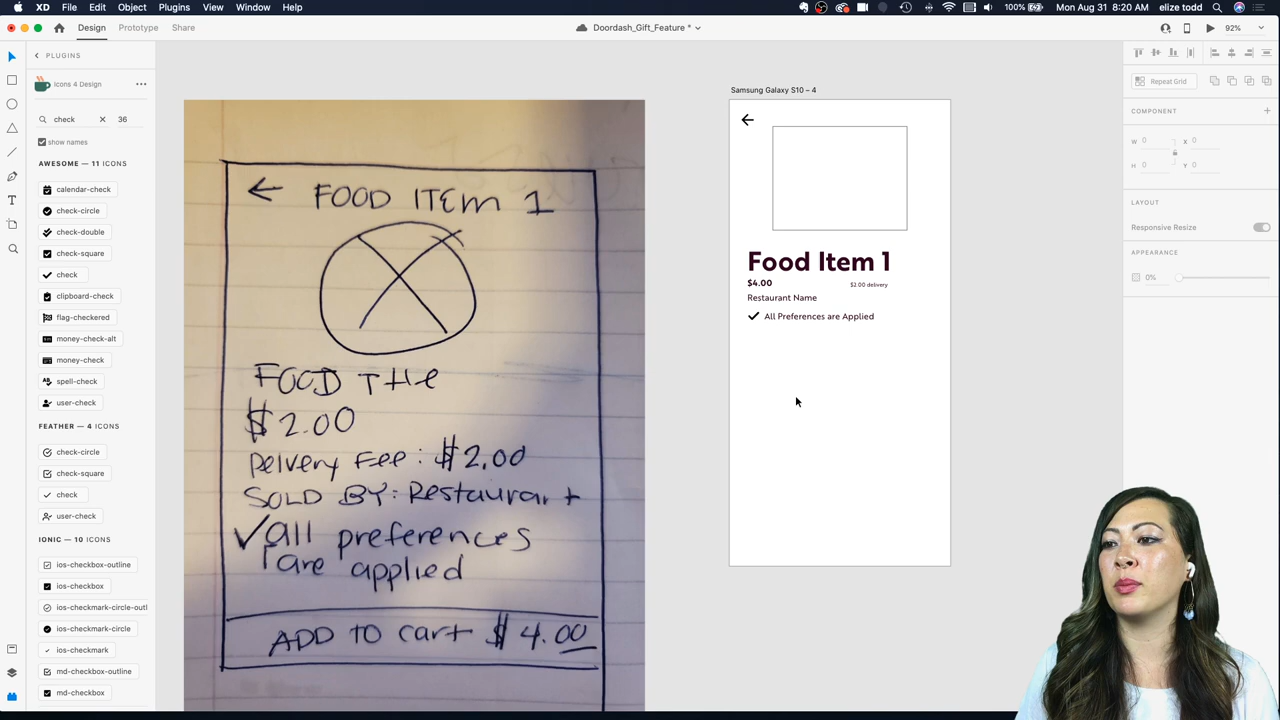 XD File Edit Object Plugins View Window Help
100% Mon Aug 31 8:20 AM elize todd
Design Prototype Share
Doordash_Gift_Feature *
92%
PLUGINS
Icons 4 Design
check 36
show names
AWESOME — 11 ICONS
calendar-check
check-circle
check-double
check-square
check
clipboard-check
flag-checkered
money-check-alt
money-check
spell-check
user-check
FEATHER — 4 ICONS
check-circle
check-square
check
user-check
IONIC — 10 ICONS
ios-checkbox-outline
ios-checkbox
ios-checkmark-circle-outl
ios-checkmark-circle
ios-checkmark
md-checkbox-outline
md-checkbox
FOOD ITEM 1
FOOD
$2.00
Delivery Fee: $2.00
SOLD BY: Restaurant
all preferences
are applied
ADD TO cart $4.00
Samsung Galaxy S10 – 4
Food Item 1
$4.00 $2.00 delivery
Restaurant Name
All Preferences are Applied
Repeat Grid
COMPONENT
W 0 X 0
H 0 Y 0
LAYOUT
Responsive Resize
APPEARANCE
0%